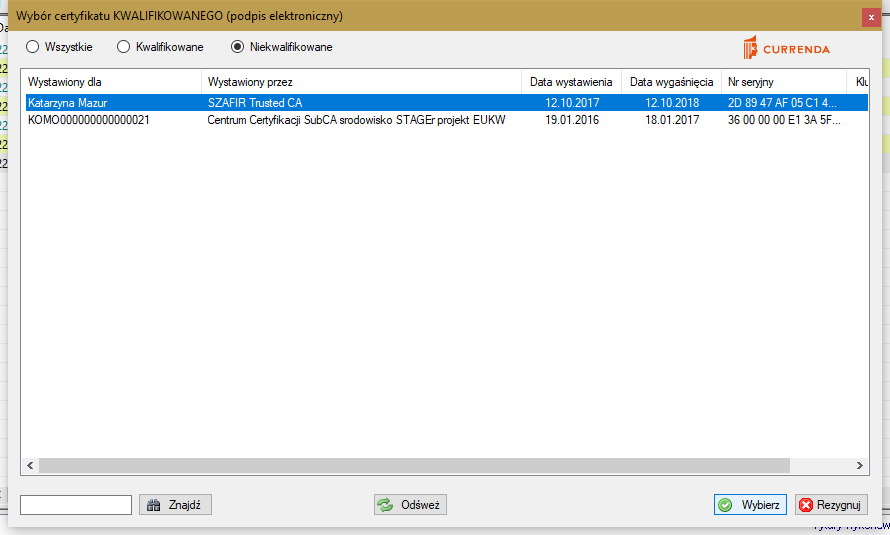 Wybór certyfikatu KWALIFIKOWANEGO (podpis elektroniczny)
Wszystkie Kwalifikowane Niekwalifikowane
CURRENDA
Wystawiony dla Wystawiony przez Data wystawienia Data wygaśnięcia Nr seryjny
Katarzyna Mazur SZAFIR Trusted CA 12.10.2017 12.10.2018 2D 89 47 AF 05 C1 4...
KOMO000000000000021 Centrum Certyfikacji SubCA srodowisko STAGEr projekt EUKW 19.01.2016 18.01.2017 36 00 00 00 E1 3A 5F...
Znajdź Odśwież Wybierz Rezygnuj